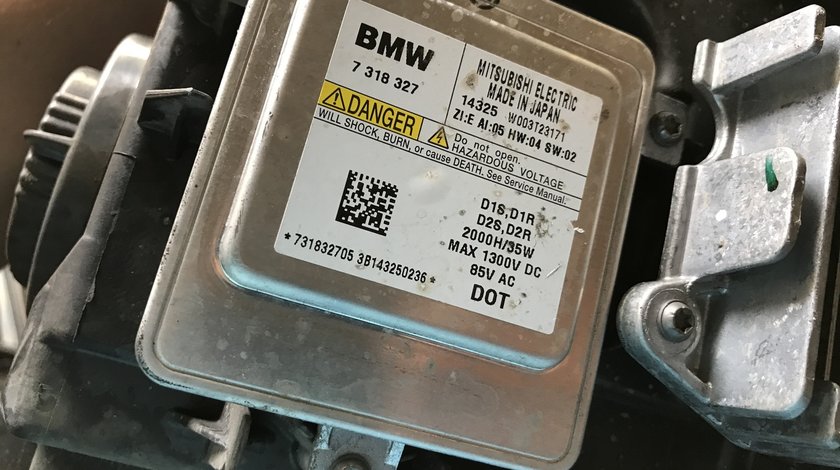 BMW
7 318 327
MITSUBISHI ELECTRIC
MADE IN JAPAN
14325 W003T23171
ZI:E AI:05 HW:04 SW:02
DANGER
Do not open.
HAZARDOUS VOLTAGE
WILL SHOCK, BURN, or cause DEATH. See Service Manual.
D1S,D1R
D2S,D2R
2000H/35W
MAX 1300V DC
85V AC
DOT
*731832705 3B143250236*